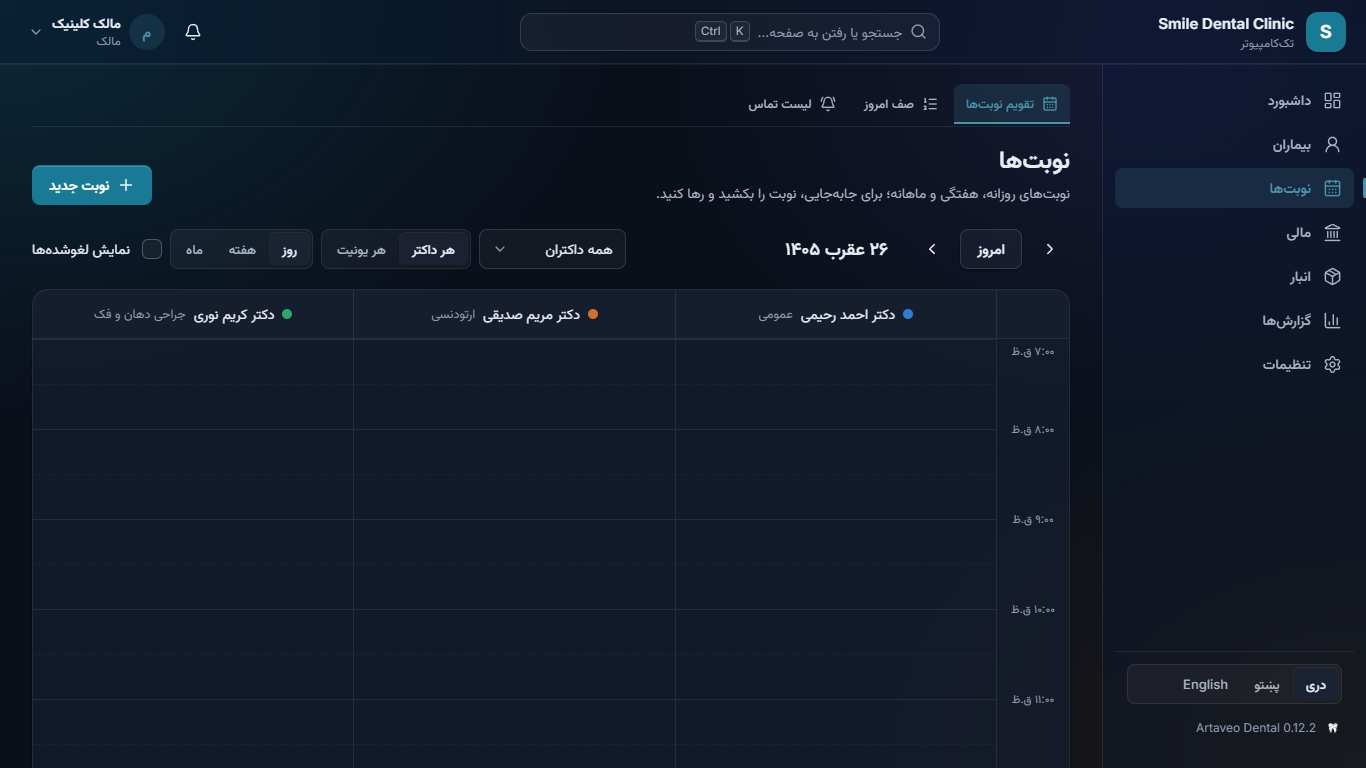 Smile Dental Clinic
تک‌کامپیوتر
S
جستجو یا رفتن به صفحه... Ctrl K
مالک کلینیک
مالک
م
داشبورد
بیماران
نوبت‌ها
مالی
انبار
گزارش‌ها
تنظیمات
دری پښتو English
Artaveo Dental 0.12.2
تقویم نوبت‌ها صف امروز لیست تماس
نوبت‌ها
نوبت‌های روزانه، هفتگی و ماهانه؛ برای جابه‌جایی، نوبت را بکشید و رها کنید.
نوبت جدید
امروز ۲۶ عقرب ۱۴۰۵ همه داکتران هر داکتر هر یونیت روز هفته ماه نمایش لغوشده‌ها
دکتر احمد رحیمی عمومی دکتر مریم صدیقی ارتودنسی دکتر کریم نوری جراحی دهان و فک
۷:۰۰ ق.ظ
۸:۰۰ ق.ظ
۹:۰۰ ق.ظ
۱۰:۰۰ ق.ظ
۱۱:۰۰ ق.ظ